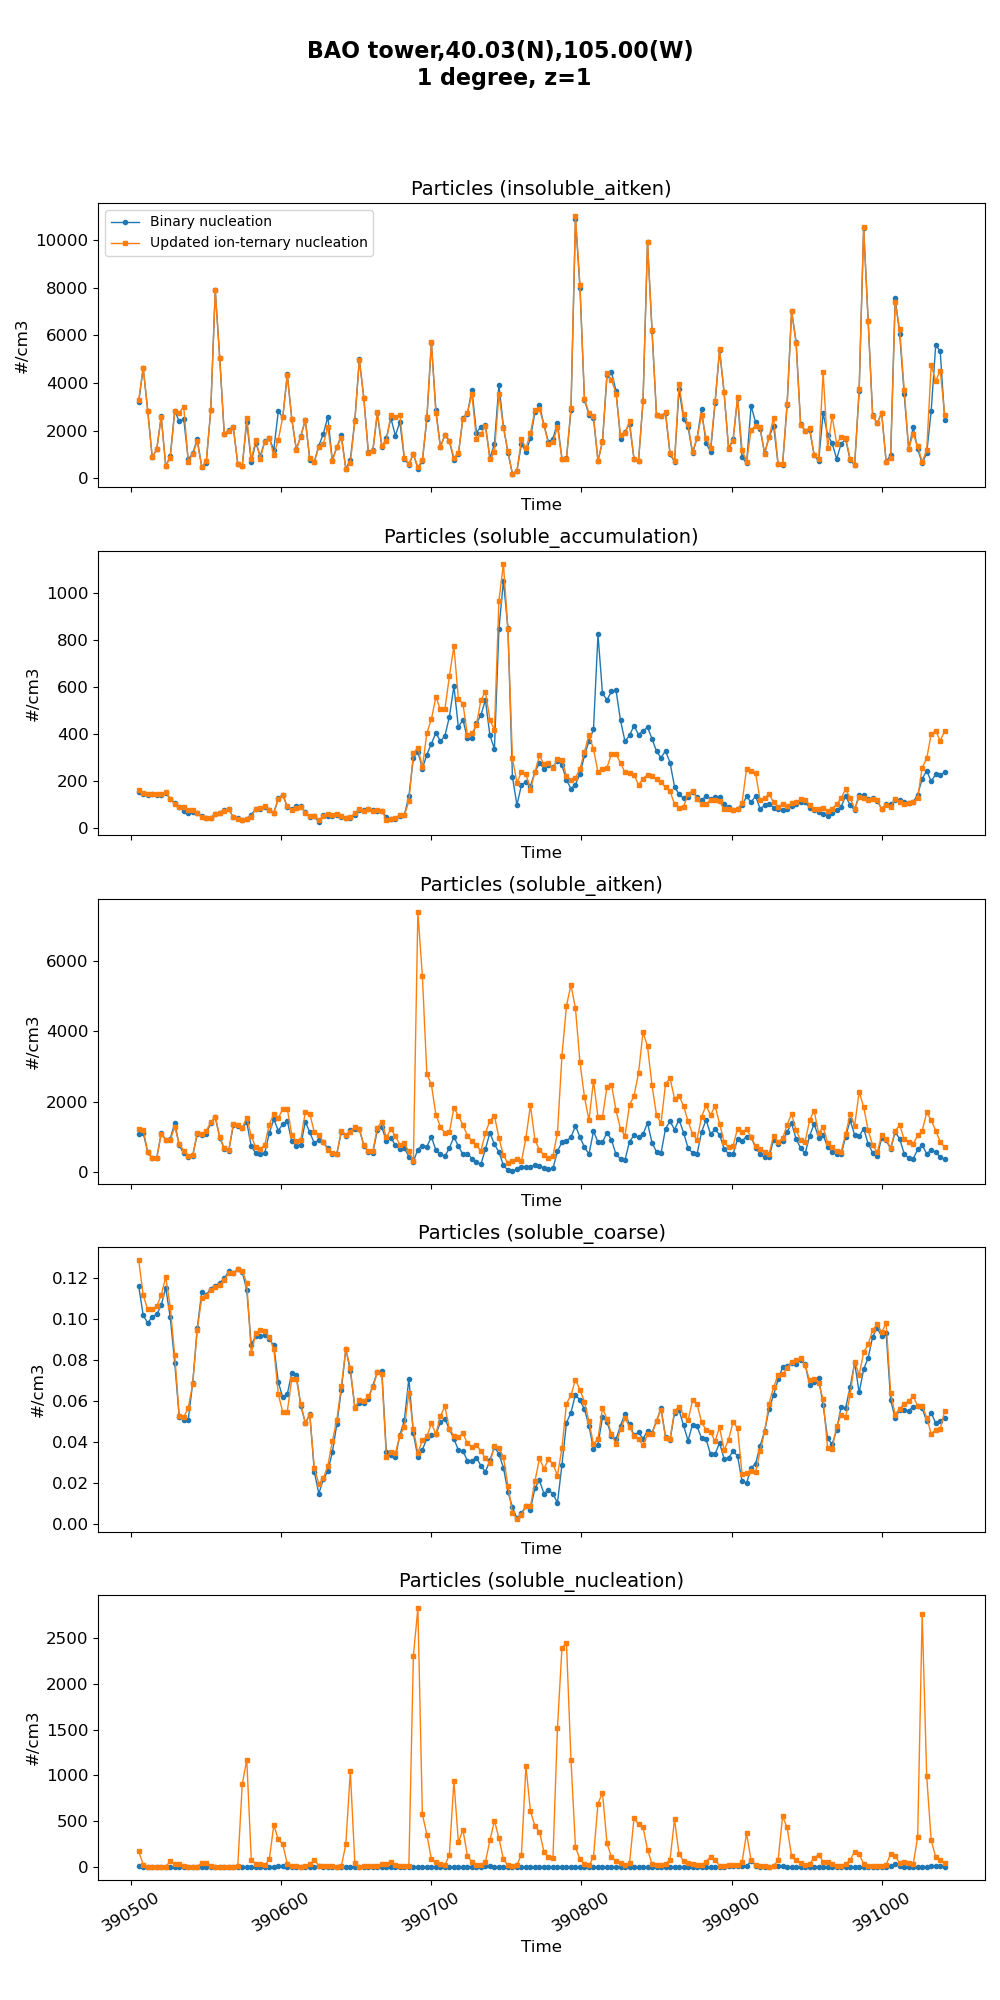 BAO tower,40.03(N),105.00(W)
1 degree, z=1
Particles (insoluble_aitken)
Binary nucleation
Updated ion-ternary nucleation
10000
8000
6000
4000
2000
0
#/cm3
Time
Particles (soluble_accumulation)
1000
800
600
400
200
0
#/cm3
Time
Particles (soluble_aitken)
6000
4000
2000
0
#/cm3
Time
Particles (soluble_coarse)
0.12
0.10
0.08
0.06
0.04
0.02
0.00
#/cm3
Time
Particles (soluble_nucleation)
2500
2000
1500
1000
500
0
#/cm3
390500
390600
390700
390800
390900
391000
Time